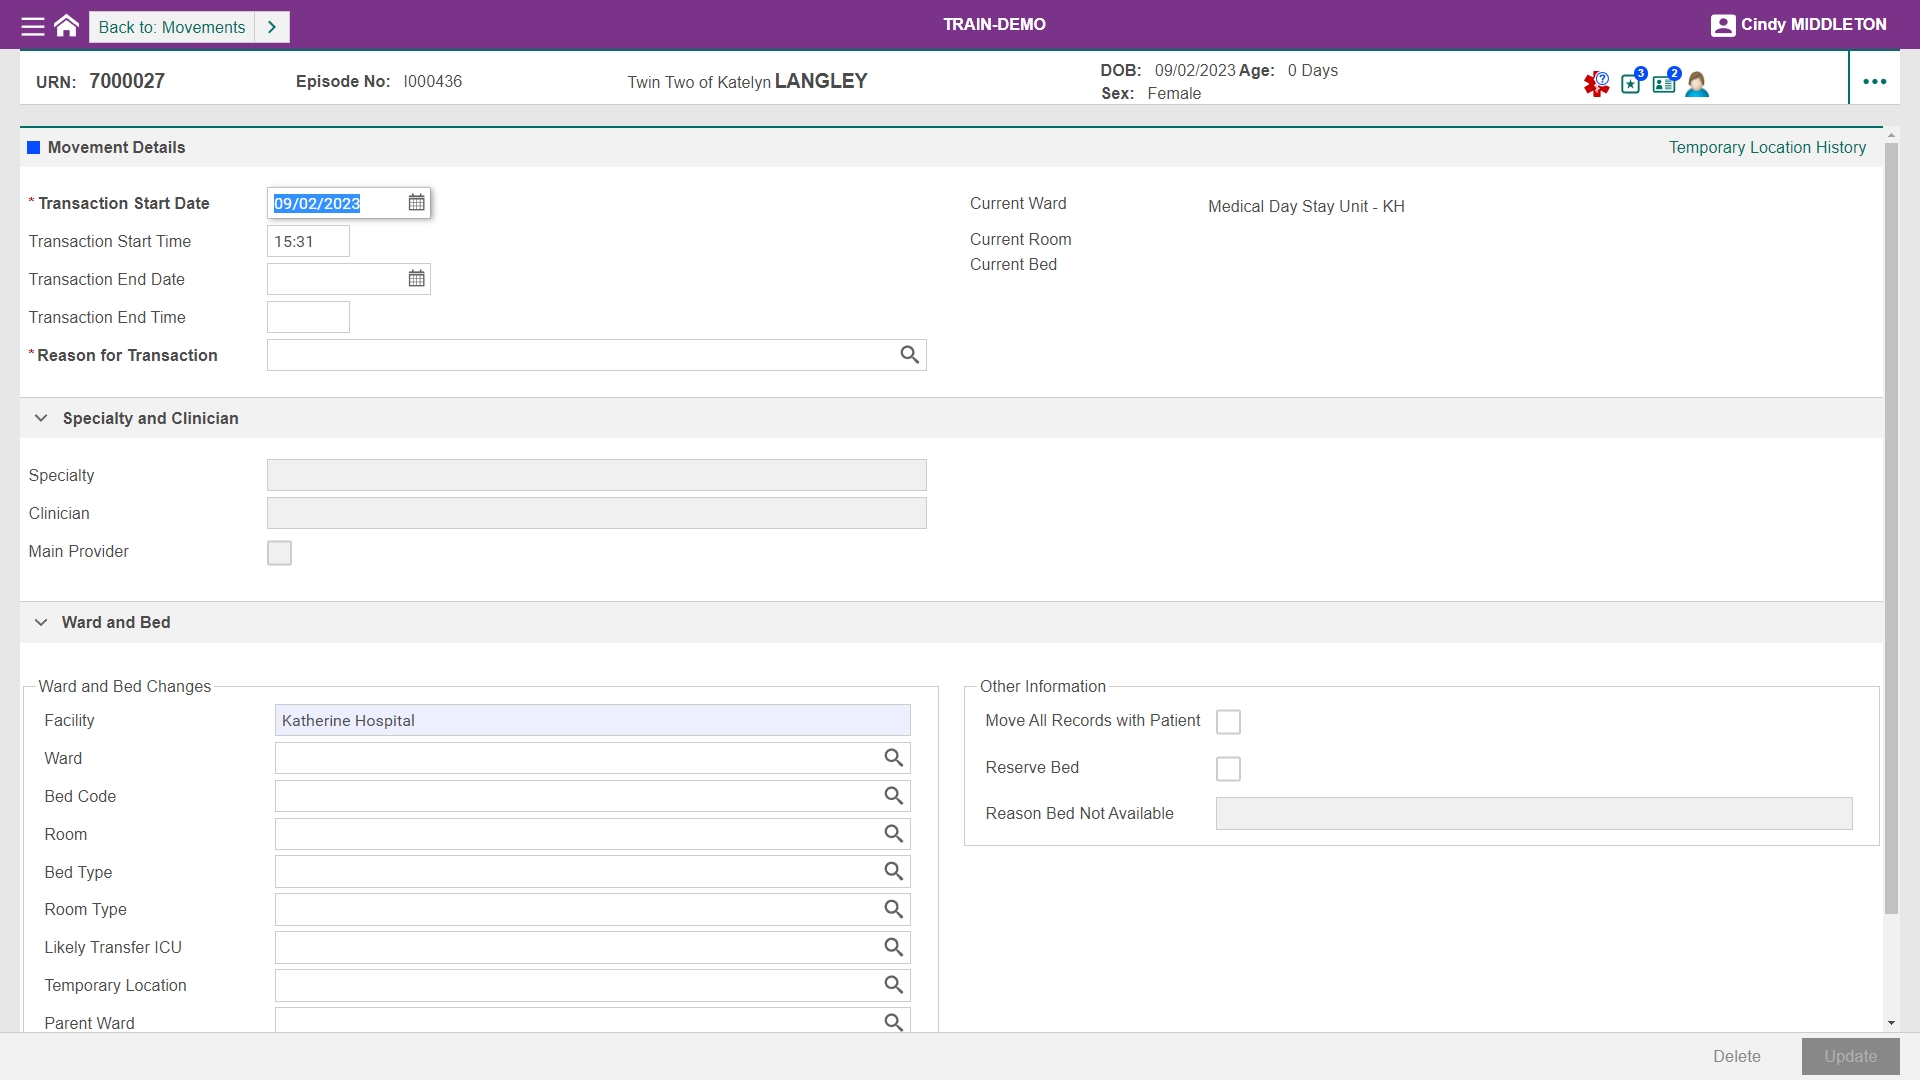 Back to: Movements
TRAIN-DEMO
Cindy MIDDLETON
URN: 7000027
Episode No: I000436
Twin Two of Katelyn LANGLEY
DOB: 09/02/2023 Age: 0 Days
Sex: Female
?
3
2
Movement Details
Temporary Location History
* Transaction Start Date 09/02/2023
Transaction Start Time 15:31
Transaction End Date
Transaction End Time
* Reason for Transaction
Current Ward Medical Day Stay Unit - KH
Current Room
Current Bed
Specialty and Clinician
Specialty
Clinician
Main Provider
Ward and Bed
Ward and Bed Changes
Facility Katherine Hospital
Ward
Bed Code
Room
Bed Type
Room Type
Likely Transfer ICU
Temporary Location
Parent Ward
Other Information
Move All Records with Patient
Reserve Bed
Reason Bed Not Available
Delete
Update